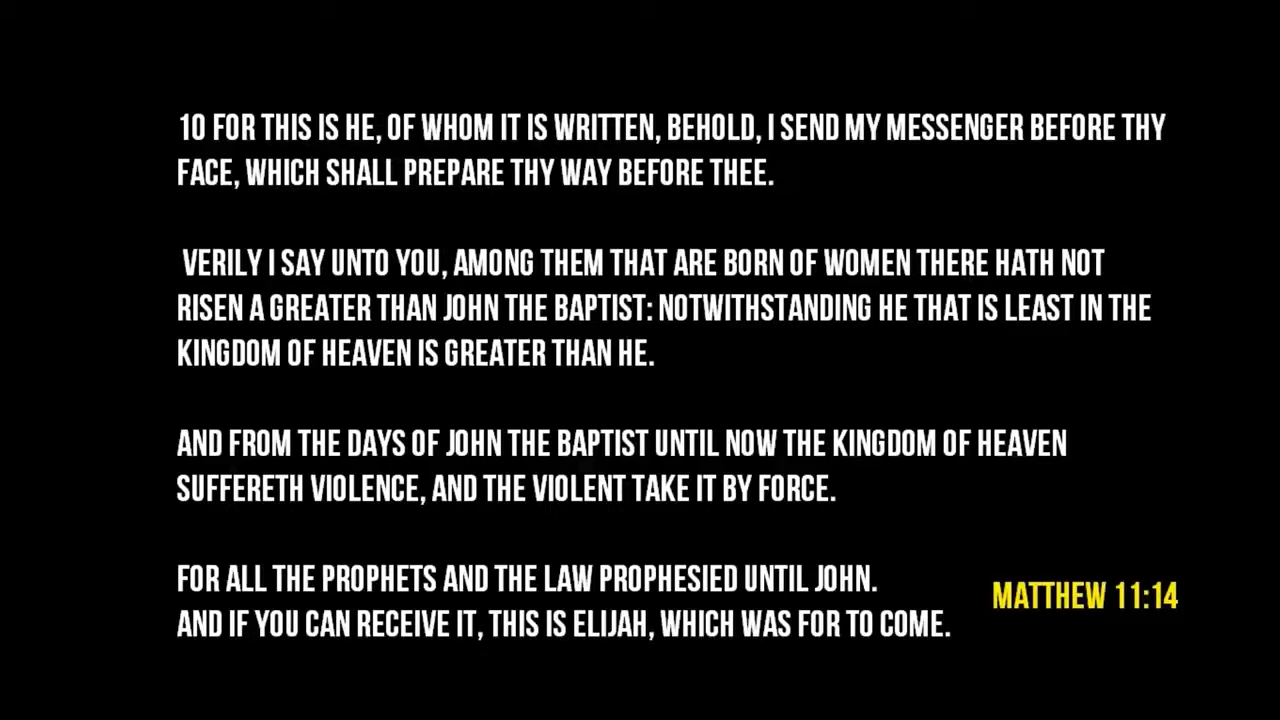 10 FOR THIS IS HE, OF WHOM IT IS WRITTEN, BEHOLD, I SEND MY MESSENGER BEFORE THY
FACE, WHICH SHALL PREPARE THY WAY BEFORE THEE.
VERILY I SAY UNTO YOU, AMONG THEM THAT ARE BORN OF WOMEN THERE HATH NOT
RISEN A GREATER THAN JOHN THE BAPTIST: NOTWITHSTANDING HE THAT IS LEAST IN THE
KINGDOM OF HEAVEN IS GREATER THAN HE.
AND FROM THE DAYS OF JOHN THE BAPTIST UNTIL NOW THE KINGDOM OF HEAVEN
SUFFERETH VIOLENCE, AND THE VIOLENT TAKE IT BY FORCE.
FOR ALL THE PROPHETS AND THE LAW PROPHESIED UNTIL JOHN.
AND IF YOU CAN RECEIVE IT, THIS IS ELIJAH, WHICH WAS FOR TO COME.
MATTHEW 11:14